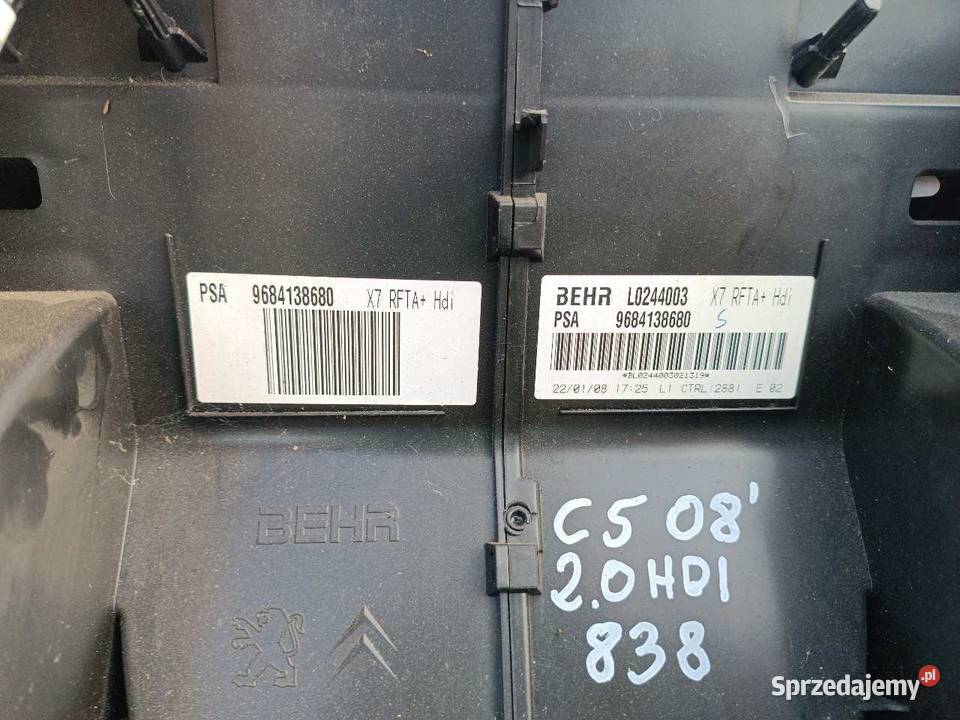 PSA 9684138680 X7 RFTA+ Hdi
BEHR L0244003 X7 RFTA+ Hdi
PSA 9684138680 S
*BL0244003021319*
22/01/08 17:25 L1 CTRL:2881 E 02
BEHR
C5 08'
2.0 HDI
838
Sprzedajemy.pl